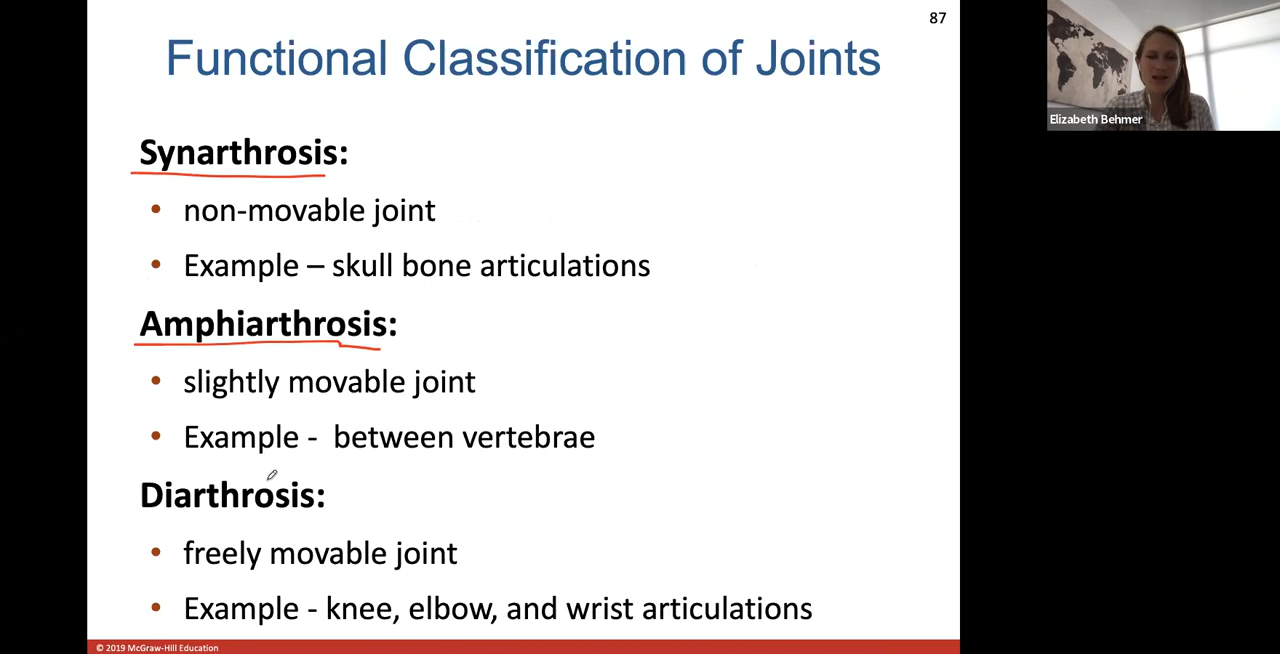 87
Functional Classification of Joints
Elizabeth Behmer
Synarthrosis:
• non-movable joint
• Example – skull bone articulations
Amphiarthrosis:
• slightly movable joint
• Example - between vertebrae
Diarthrosis:
• freely movable joint
• Example - knee, elbow, and wrist articulations
© 2019 McGraw-Hill Education